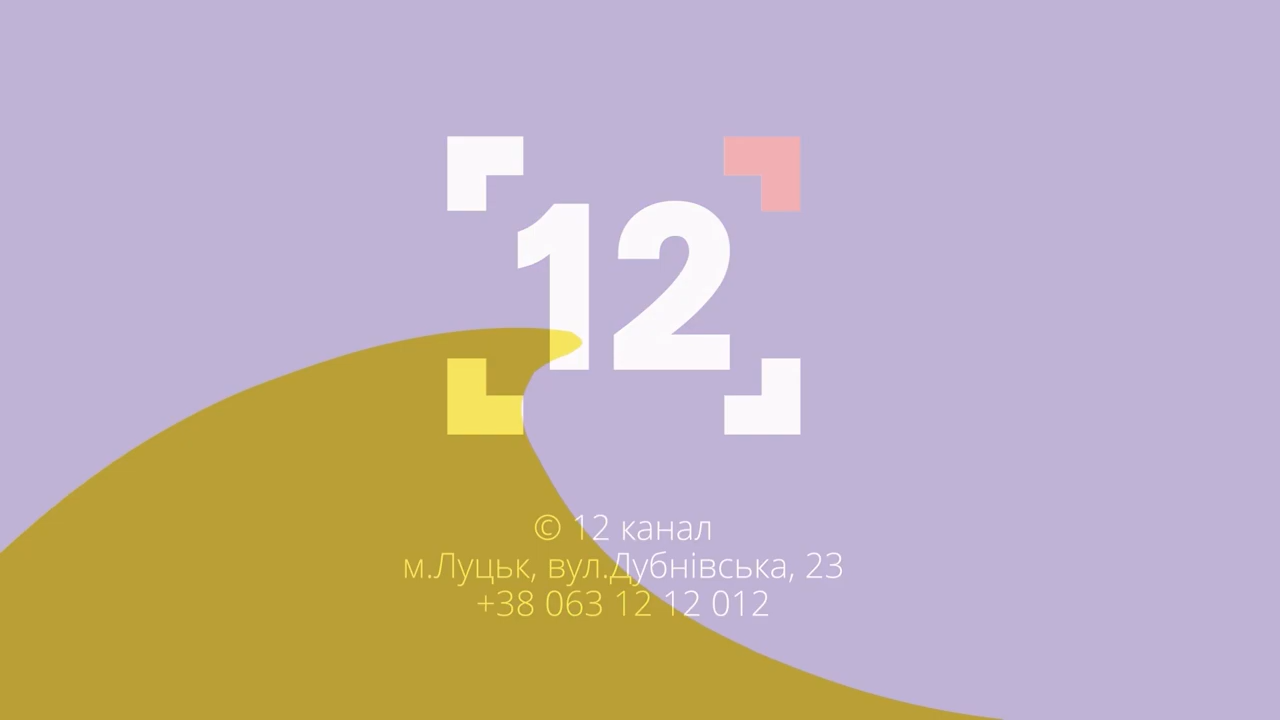 12
© 12 канал
м.Луцьк, вул.Дубнівська, 23
+38 063 12 12 012